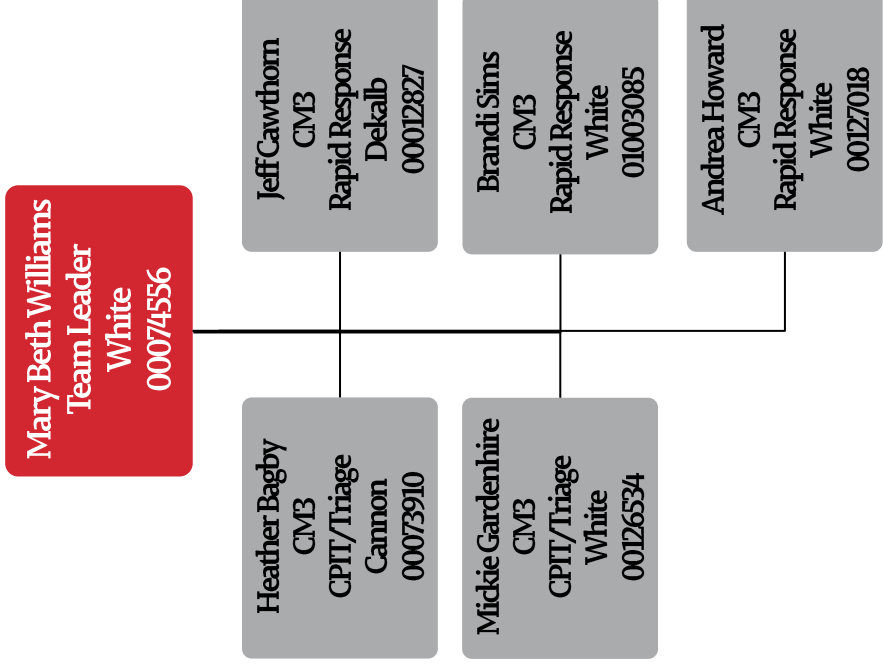 Mary Beth Williams
Team Leader
White
00074556
Heather Bagby
CM3
CPIT/Triage
Cannon
00073910
Jeff Cawthorn
CM3
Rapid Response
Dekalb
00012827
Mickie Gardenhire
CM3
CPIT/Triage
White
00126534
Brandi Sims
CM3
Rapid Response
White
01003085
Andrea Howard
CM3
Rapid Response
White
00127018